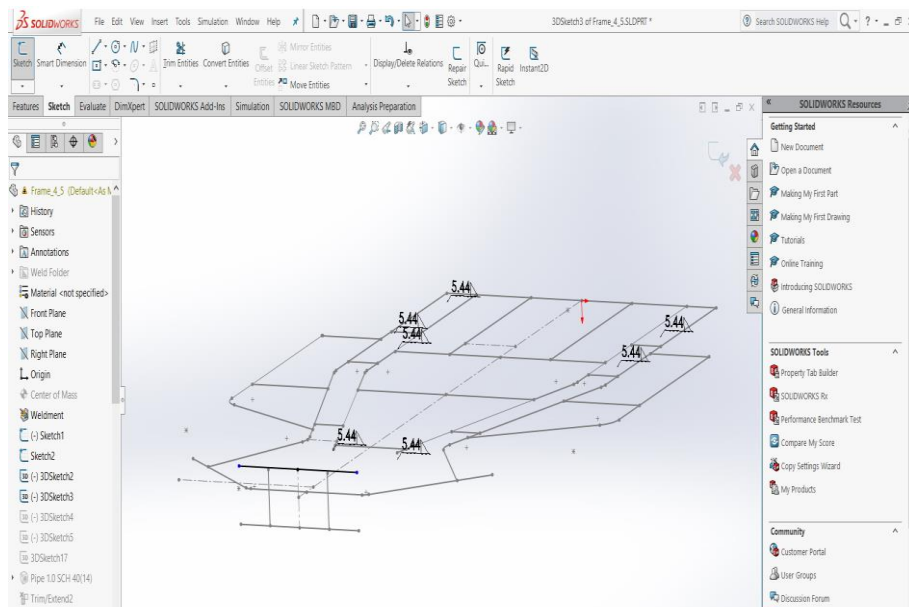 SOLIDWORKS File Edit View Insert Tools Simulation Window Help 3DSketch3 of Frame_4_5.SLDPRT * Search SOLIDWORKS Help
Sketch Smart Dimension Trim Entities Convert Entities Offset Entities Mirror Entities Linear Sketch Pattern Move Entities Display/Delete Relations Repair Sketch Qui... Rapid Sketch Instant2D
Features Sketch Evaluate DimXpert SOLIDWORKS Add-Ins Simulation SOLIDWORKS MBD Analysis Preparation
Frame_4_5 (Default<As M
History
Sensors
Annotations
Weld Folder
Material <not specified>
Front Plane
Top Plane
Right Plane
Origin
Center of Mass
Weldment
(-) Sketch1
Sketch2
(-) 3DSketch2
(-) 3DSketch3
(-) 3DSketch4
(-) 3DSketch5
3DSketch17
Pipe 1.0 SCH 40(14)
Trim/Extend2
5.44
5.44
5.44
5.44
5.44
5.44
5.44
SOLIDWORKS Resources
Getting Started
New Document
Open a Document
Making My First Part
Making My First Drawing
Tutorials
Online Training
Introducing SOLIDWORKS
General Information
SOLIDWORKS Tools
Property Tab Builder
SOLIDWORKS Rx
Performance Benchmark Test
Compare My Score
Copy Settings Wizard
My Products
Community
Customer Portal
User Groups
Discussion Forum